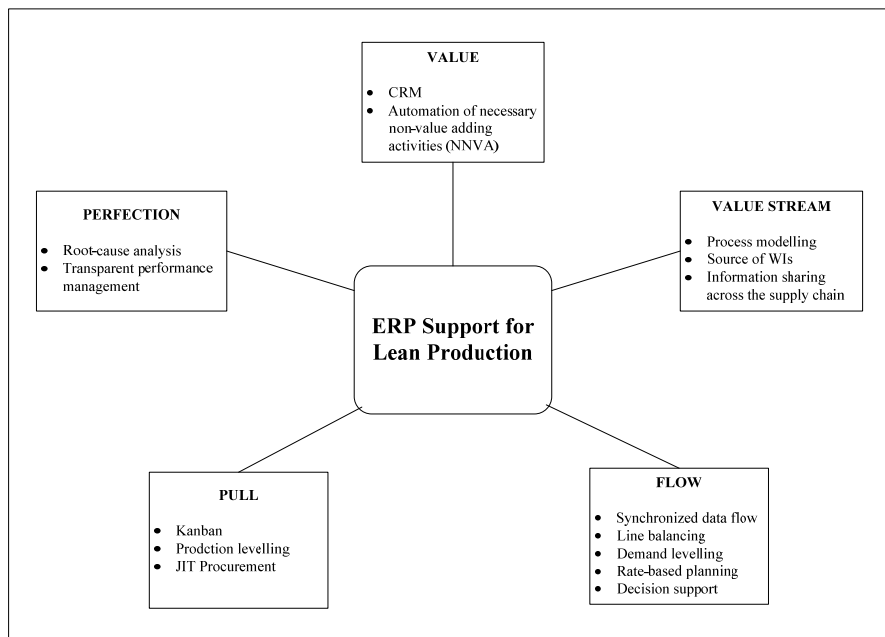 VALUE
• CRM
• Automation of necessary
non-value adding
activities (NNVA)
PERFECTION
• Root-cause analysis
• Transparent performance
management
VALUE STREAM
• Process modelling
• Source of WIs
• Information sharing
across the supply chain
ERP Support for
Lean Production
PULL
• Kanban
• Prodction levelling
• JIT Procurement
FLOW
• Synchronized data flow
• Line balancing
• Demand levelling
• Rate-based planning
• Decision support